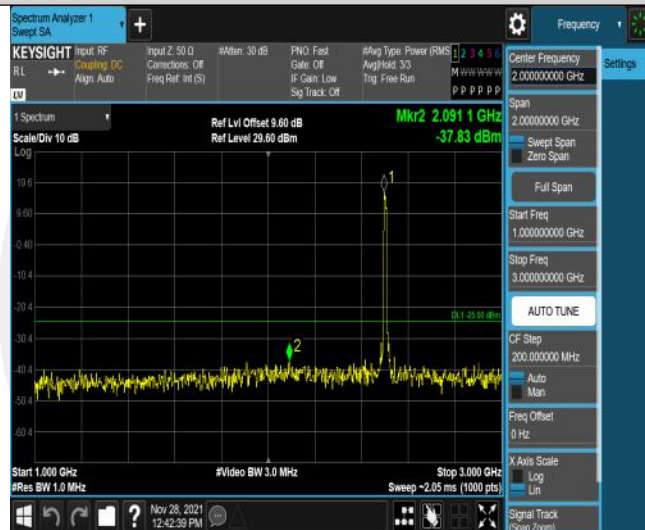 Spectrum Analyzer 1
Swept SA
+
Frequency
KEYSIGHT
RL
Input: RF
Coupling: DC
Align: Auto
Input Z: 50 Ω
Corrections: Off
Freq Ref: Int (S)
#Atten: 30 dB
PNO: Fast
Gate: Off
IF Gain: Low
Sig Track: Off
#Avg Type: Power (RMS
Avg|Hold: 3/3
Trig: Free Run
1 2 3 4 5 6
M W W W W W
P P P P P P
1 Spectrum
Scale/Div 10 dB
Log
Ref Lvl Offset 9.60 dB
Ref Level 29.60 dBm
Mkr2 2.091 1 GHz
-37.83 dBm
19.6
9.60
-0.40
-10.4
-20.4
-30.4
-40.4
-50.4
-60.4
1
2
DL1 -25.00 dBm
Start 1.000 GHz
#Res BW 1.0 MHz
#Video BW 3.0 MHz
Stop 3.000 GHz
Sweep ~2.05 ms (1000 pts)
Nov 28, 2021
12:42:39 PM
Center Frequency
2.000000000 GHz
Settings
Span
2.00000000 GHz
Swept Span
Zero Span
Full Span
Start Freq
1.000000000 GHz
Stop Freq
3.000000000 GHz
AUTO TUNE
CF Step
200.000000 MHz
Auto
Man
Freq Offset
0 Hz
X Axis Scale
Log
Lin
Signal Track
(Span Zoom)